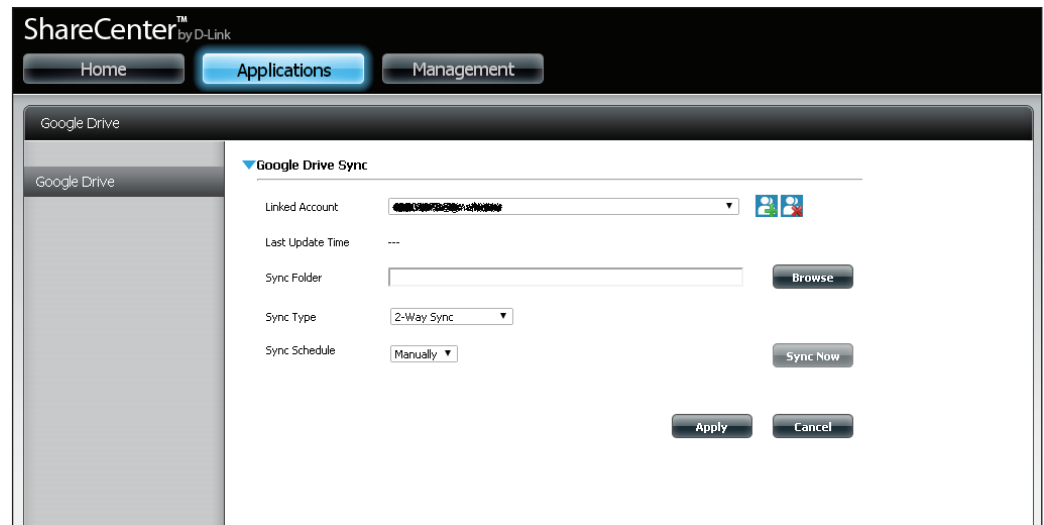 ShareCenter™ by D-Link
Home Applications Management
Google Drive
Google Drive
Google Drive Sync
Linked Account
Last Update Time ---
Sync Folder Browse
Sync Type 2-Way Sync
Sync Schedule Manually Sync Now
Apply Cancel